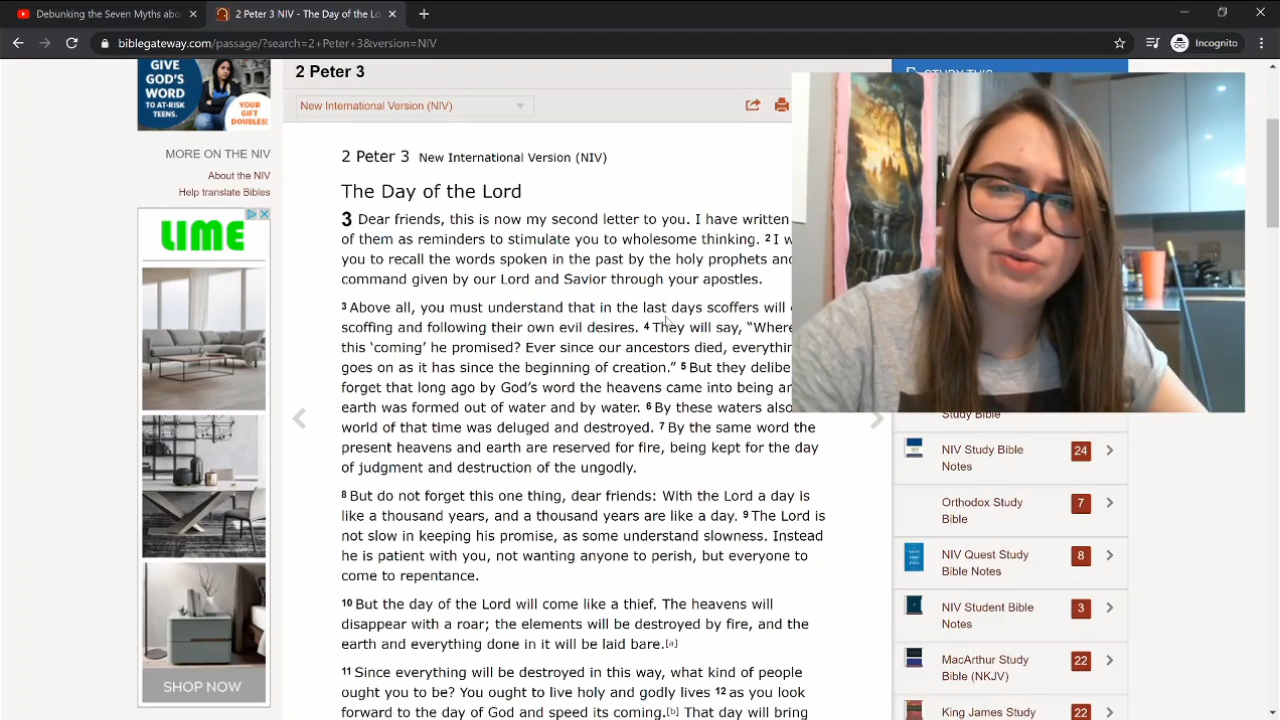 Debunking the Seven Myths abo
2 Peter 3 NIV - The Day of the Lo
biblegateway.com/passage/?search=2+Peter+3&version=NIV
Incognito
GIVE
GOD'S
WORD
TO AT-RISK
TEENS.
YOUR
GIFT
DOUBLES!
MORE ON THE NIV
About the NIV
Help translate Bibles
LIME
SHOP NOW
2 Peter 3
New International Version (NIV)
2 Peter 3 New International Version (NIV)
The Day of the Lord
3 Dear friends, this is now my second letter to you. I have written
of them as reminders to stimulate you to wholesome thinking. 2 I w
you to recall the words spoken in the past by the holy prophets and
command given by our Lord and Savior through your apostles.
3 Above all, you must understand that in the last days scoffers will
scoffing and following their own evil desires. 4 They will say, “Where
this ‘coming’ he promised? Ever since our ancestors died, everythin
goes on as it has since the beginning of creation.” 5 But they delibe
forget that long ago by God’s word the heavens came into being an
earth was formed out of water and by water. 6 By these waters also
world of that time was deluged and destroyed. 7 By the same word the
present heavens and earth are reserved for fire, being kept for the day
of judgment and destruction of the ungodly.
8 But do not forget this one thing, dear friends: With the Lord a day is
like a thousand years, and a thousand years are like a day. 9 The Lord is
not slow in keeping his promise, as some understand slowness. Instead
he is patient with you, not wanting anyone to perish, but everyone to
come to repentance.
10 But the day of the Lord will come like a thief. The heavens will
disappear with a roar; the elements will be destroyed by fire, and the
earth and everything done in it will be laid bare.[a]
11 Since everything will be destroyed in this way, what kind of people
ought you to be? You ought to live holy and godly lives 12 as you look
forward to the day of God and speed its coming.[b] That day will bring
STUDY THIS
Study Bible
NIV Study Bible
Notes
24
Orthodox Study
Bible
7
NIV Quest Study
Bible Notes
8
NIV Student Bible
Notes
3
MacArthur Study
Bible (NKJV)
22
King James Study
22